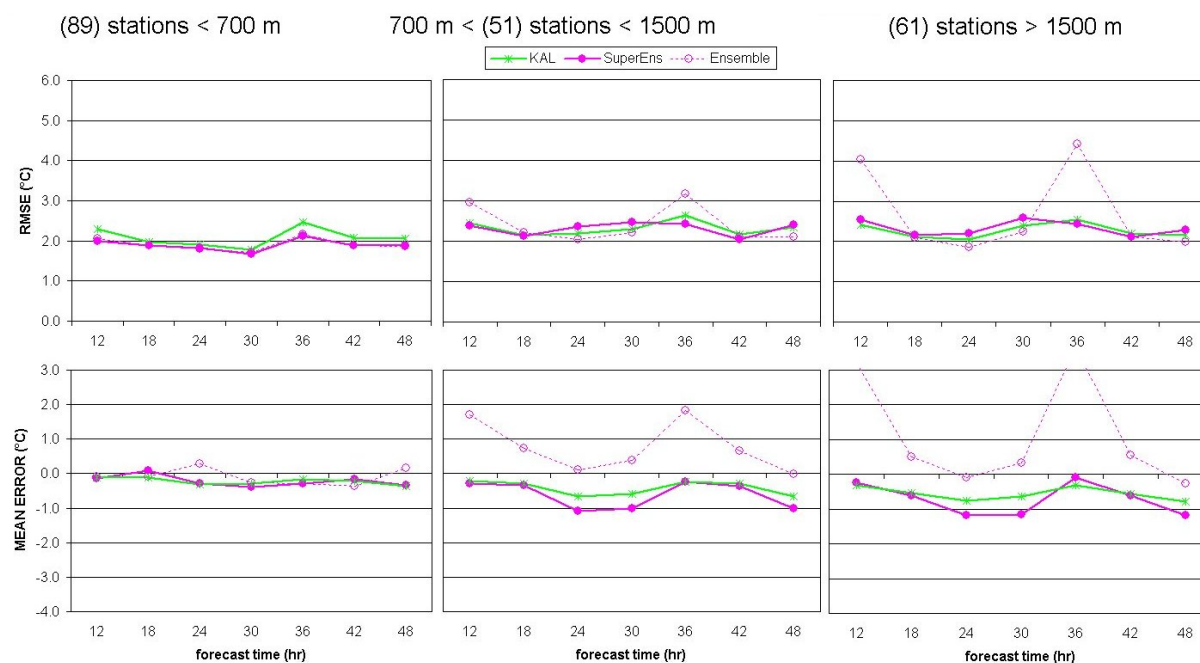 (89) stations < 700 m
700 m < (51) stations < 1500 m
(61) stations > 1500 m
KAL SuperEns Ensemble
RMSE (°C)
6.0
5.0
4.0
3.0
2.0
1.0
0.0
12 18 24 30 36 42 48
12 18 24 30 36 42 48
12 18 24 30 36 42 48
MEAN ERROR (°C)
3.0
2.0
1.0
0.0
-1.0
-2.0
-3.0
-4.0
12 18 24 30 36 42 48
12 18 24 30 36 42 48
12 18 24 30 36 42 48
forecast time (hr)
forecast time (hr)
forecast time (hr)